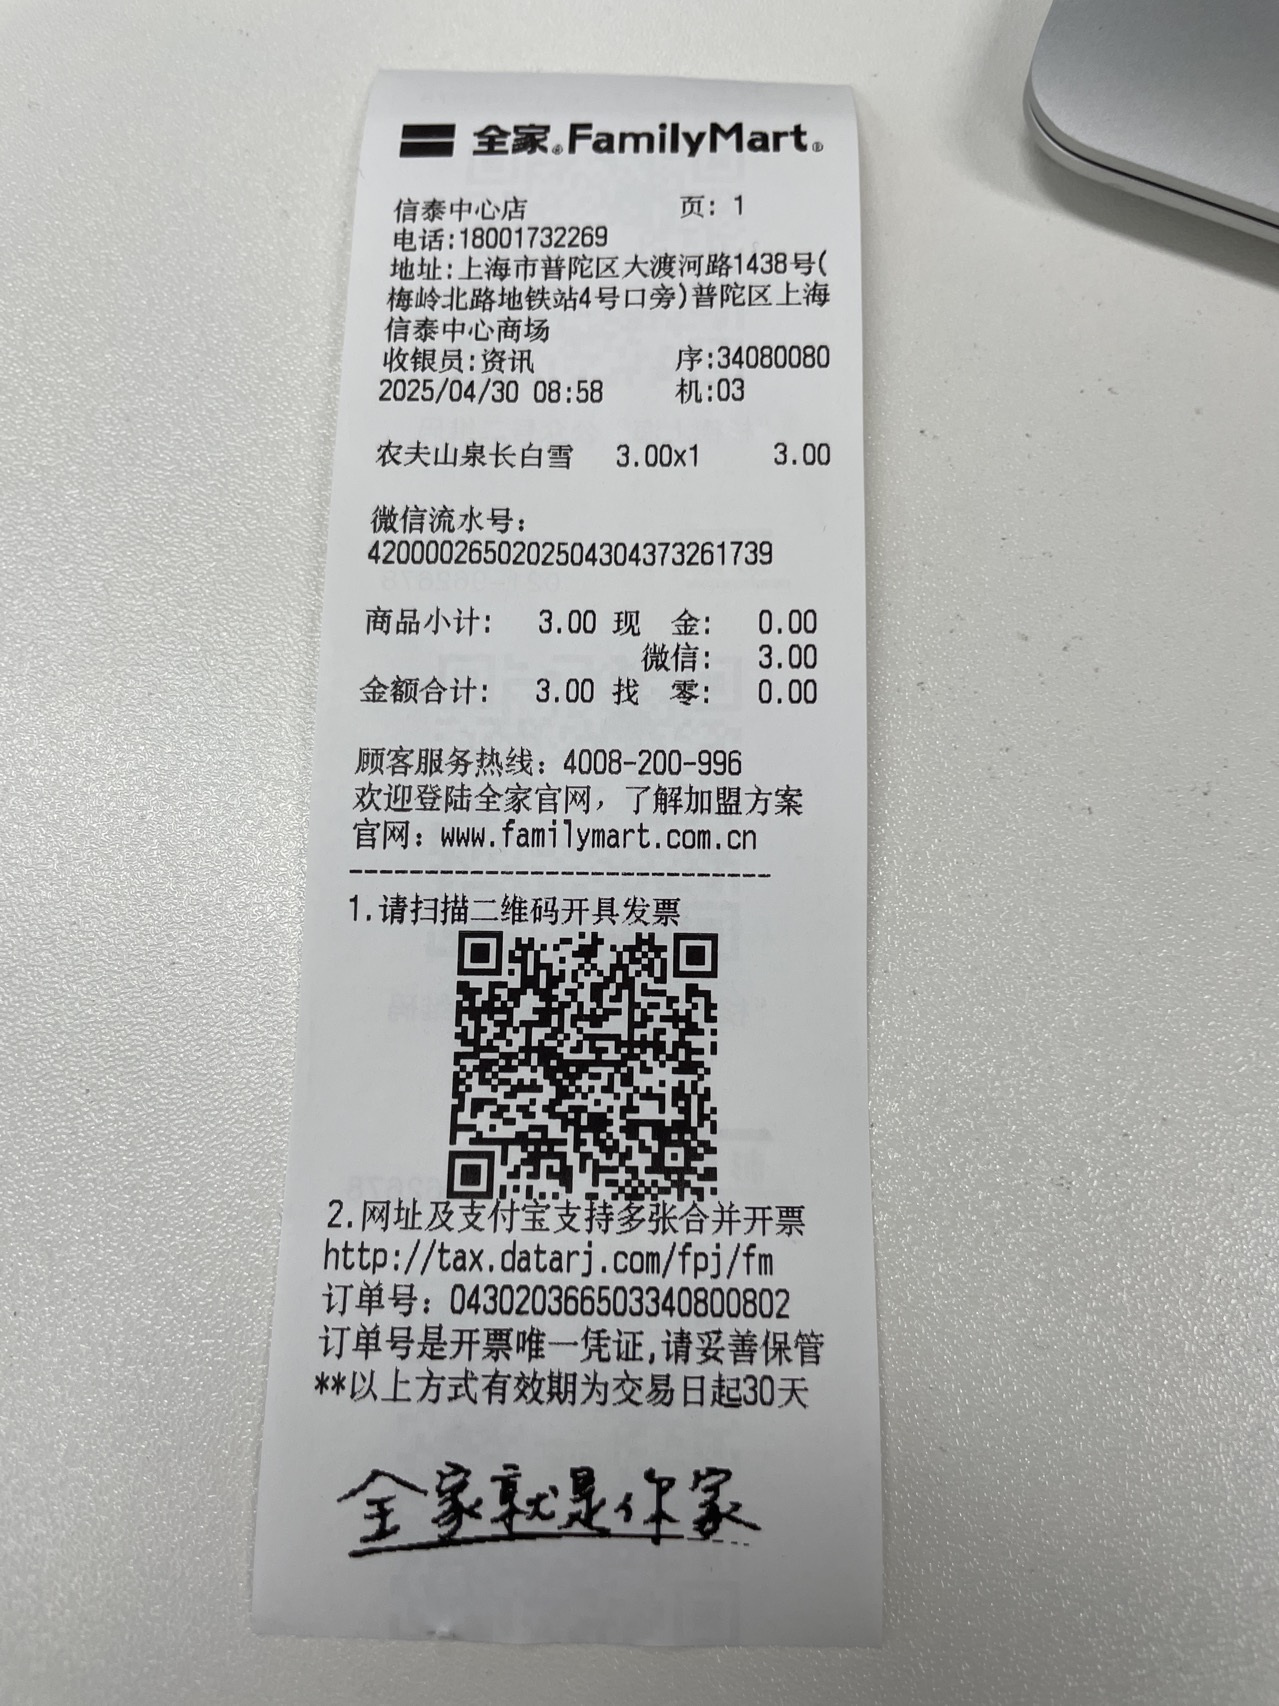 全家®FamilyMart®
信泰中心店 页: 1
电话:18001732269
地址:上海市普陀区大渡河路1438号(
梅岭北路地铁站4号口旁)普陀区上海
信泰中心商场
收银员:资讯 序:34080080
2025/04/30 08:58 机:03
农夫山泉长白雪 3.00x1 3.00
微信流水号:
4200002650202504304373261739
商品小计: 3.00 现 金: 0.00
微信: 3.00
金额合计: 3.00 找 零: 0.00
顾客服务热线: 4008-200-996
欢迎登陆全家官网，了解加盟方案
官网: www.familymart.com.cn
---------------------------
1.请扫描二维码开具发票
2.网址及支付宝支持多张合并开票
http://tax.datarj.com/fpj/fm
订单号: 043020366503340800802
订单号是开票唯一凭证,请妥善保管
**以上方式有效期为交易日起30天
全家就是你家